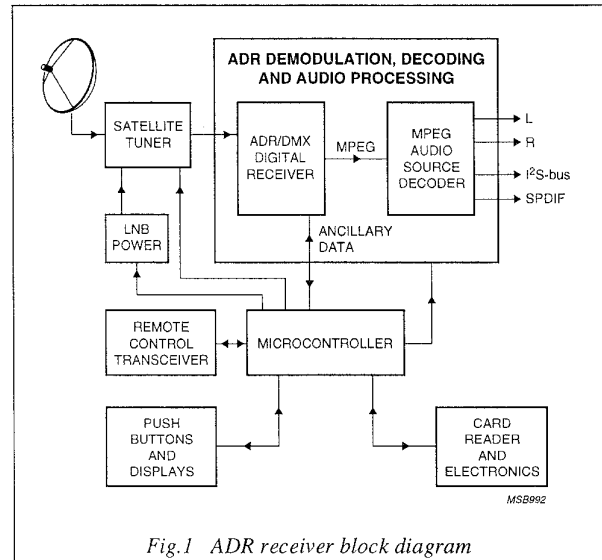 ADR DEMODULATION, DECODING
AND AUDIO PROCESSING
SATELLITE
TUNER
ADR/DMX
DIGITAL
RECEIVER
MPEG
MPEG
AUDIO
SOURCE
DECODER
L
R
I²S-bus
SPDIF
LNB
POWER
ANCILLARY
DATA
REMOTE
CONTROL
TRANSCEIVER
MICROCONTROLLER
PUSH
BUTTONS
AND
DISPLAYS
CARD
READER
AND
ELECTRONICS
MSB992
Fig.1 ADR receiver block diagram